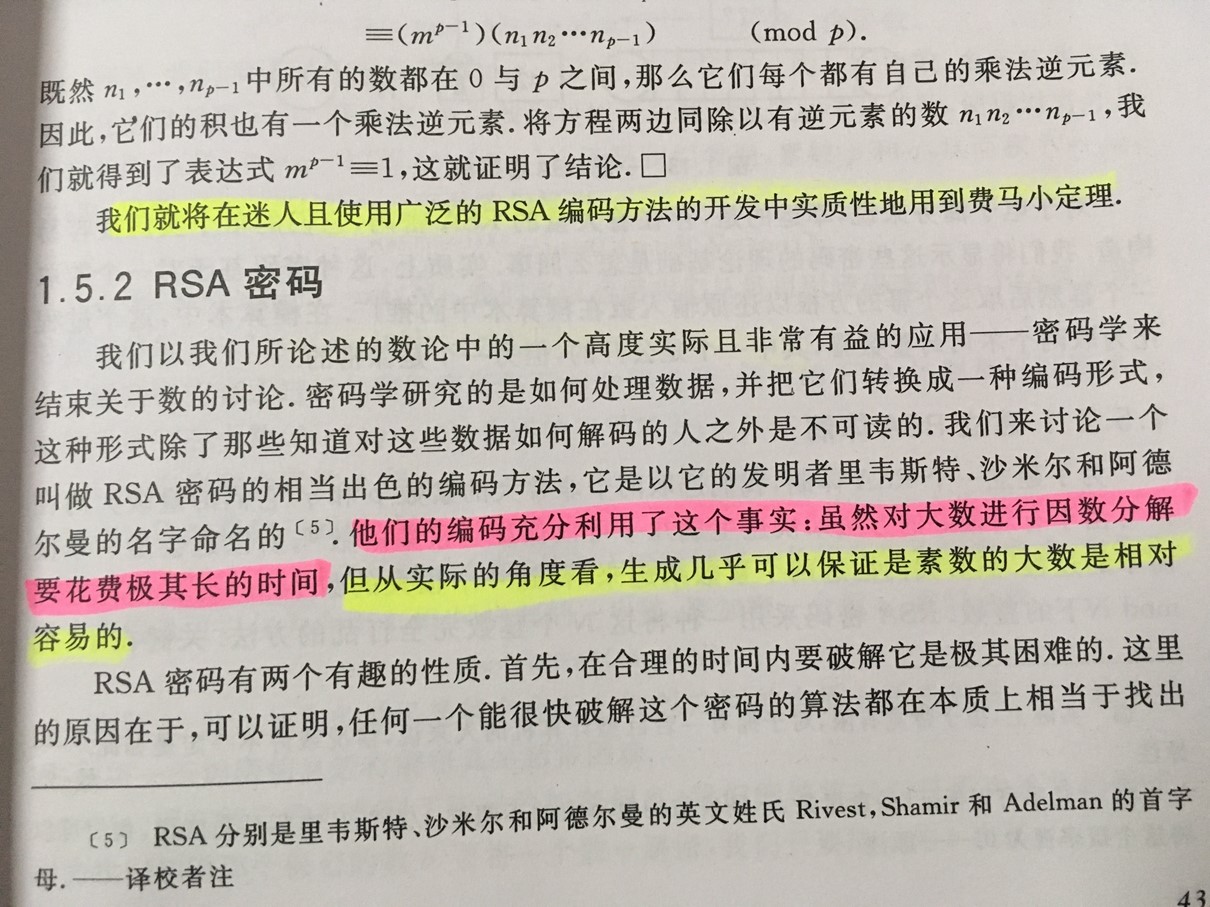 ≡(m^{p-1})(n₁n₂⋯n_{p-1}) (mod p).
既然 n₁,⋯,n_{p-1}中所有的数都在 0 与 p 之间,那么它们每个都有自己的乘法逆元素.
因此,它们的积也有一个乘法逆元素. 将方程两边同除以有逆元素的数 n₁n₂⋯n_{p-1},我
们就得到了表达式 m^{p-1}≡1,这就证明了结论. □
我们就将在迷人且使用广泛的 RSA 编码方法的开发中实质性地用到费马小定理.
1.5.2 RSA 密码
我们以我们所论述的数论中的一个高度实际且非常有益的应用——密码学来
结束关于数的讨论. 密码学研究的是如何处理数据,并把它们转换成一种编码形式,
这种形式除了那些知道对这些数据如何解码的人之外是不可读的. 我们来讨论一个
叫做 RSA 密码的相当出色的编码方法,它是以它的发明者里韦斯特、沙米尔和阿德
尔曼的名字命名的〔5〕. 他们的编码充分利用了这个事实:虽然对大数进行因数分解
要花费极其长的时间,但从实际的角度看,生成几乎可以保证是素数的大数是相对
容易的.
RSA 密码有两个有趣的性质. 首先,在合理的时间内要破解它是极其困难的. 这里
的原因在于,可以证明,任何一个能很快破解这个密码的算法都在本质上相当于找出
〔5〕 RSA 分别是里韦斯特、沙米尔和阿德尔曼的英文姓氏 Rivest,Shamir 和 Adelman 的首字
母.——译校者注
43